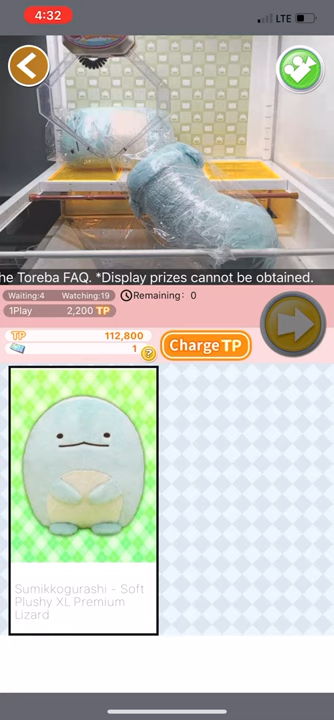 4:32
LTE
he Toreba FAQ. *Display prizes cannot be obtained.
Waiting:4 Watching:19 Remaining: 0
1Play 2,200 TP
TP 112,800
1 ?
Charge TP
Sumikkogurashi - Soft
Plushy XL Premium
Lizard